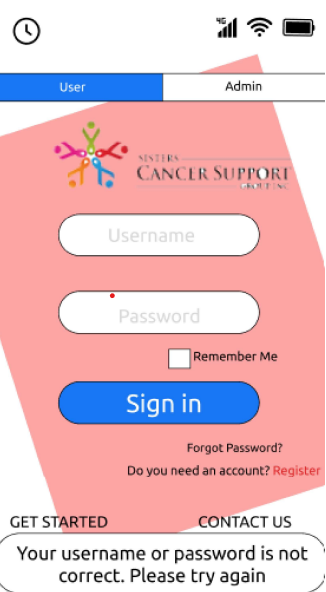 4G
User
Admin
SISTERS
CANCER SUPPORT
GROUP INC
Username
Password
Remember Me
Sign in
Forgot Password?
Do you need an account? Register
GET STARTED
CONTACT US
Your username or password is not
correct. Please try again